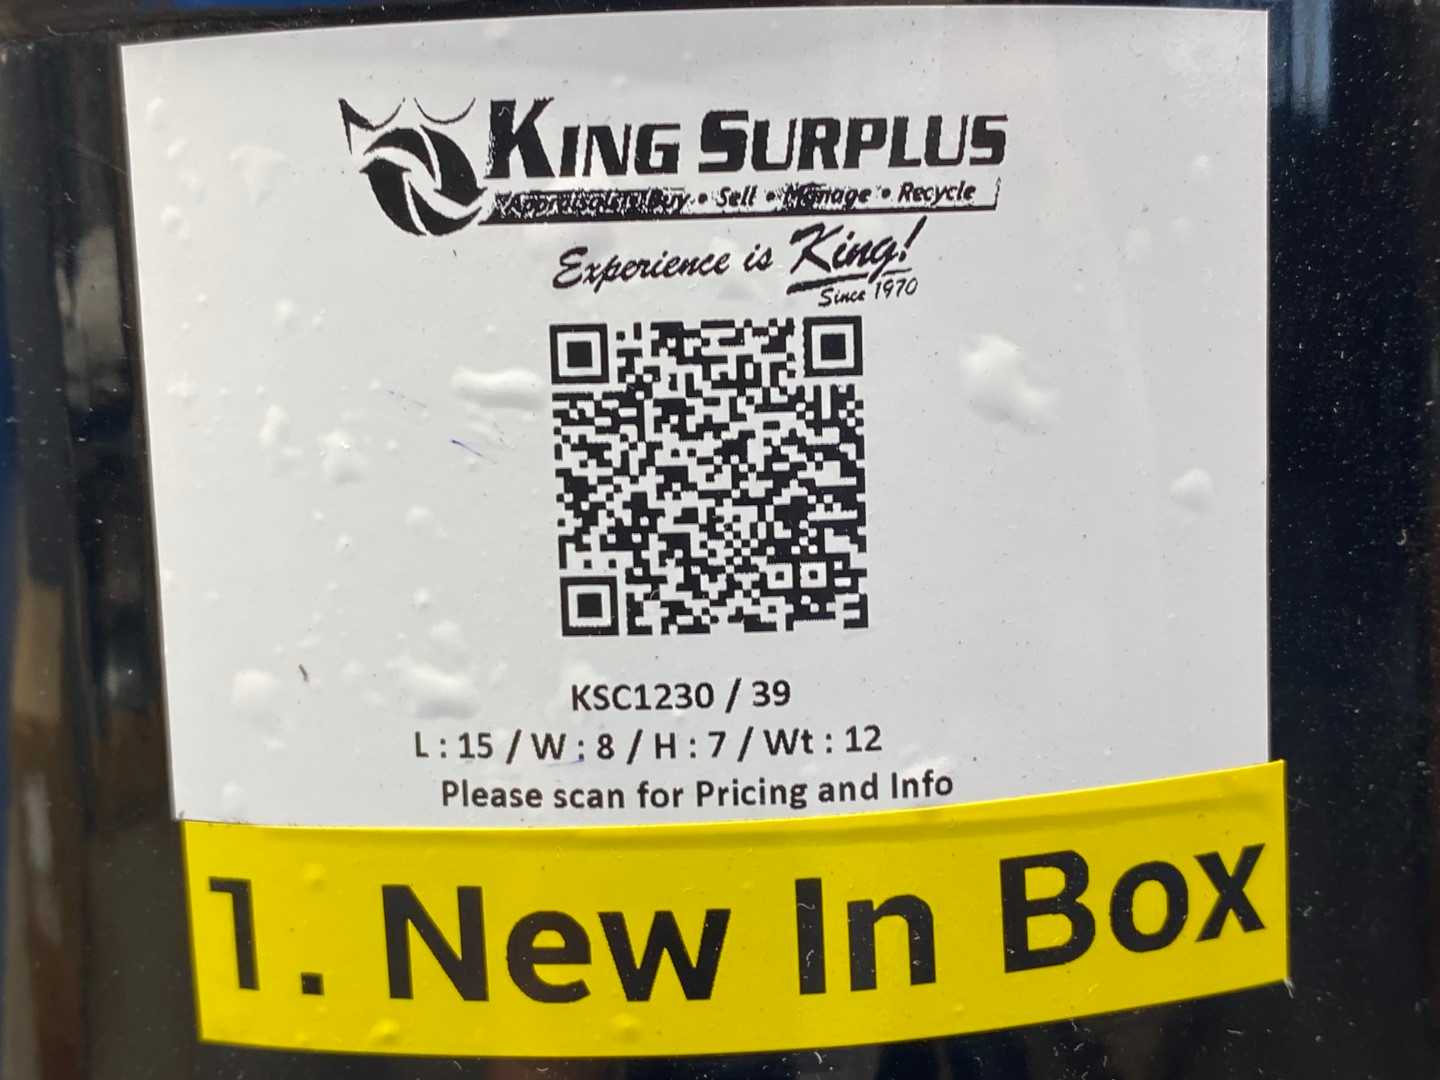 KING SURPLUS
Appraisals • Buy • Sell • Manage • Recycle
Experience is King!
Since 1970
KSC1230 / 39
L : 15 / W : 8 / H : 7 / Wt : 12
Please scan for Pricing and Info
1. New In Box